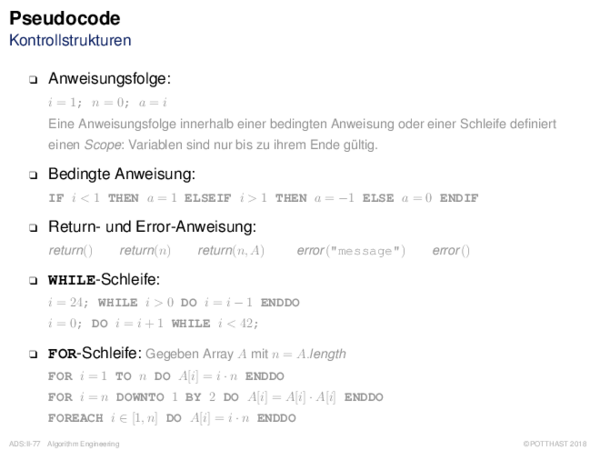 Pseudocode
Kontrollstrukturen
❑ Anweisungsfolge:
i = 1; n = 0; a = i
Eine Anweisungsfolge innerhalb einer bedingten Anweisung oder einer Schleife definiert
einen Scope: Variablen sind nur bis zu ihrem Ende gültig.
❑ Bedingte Anweisung:
IF i < 1 THEN a = 1 ELSEIF i > 1 THEN a = −1 ELSE a = 0 ENDIF
❑ Return- und Error-Anweisung:
return() return(n) return(n, A) error("message") error()
❑ WHILE-Schleife:
i = 24; WHILE i > 0 DO i = i − 1 ENDDO
i = 0; DO i = i + 1 WHILE i < 42;
❑ FOR-Schleife: Gegeben Array A mit n = A.length
FOR i = 1 TO n DO A[i] = i · n ENDDO
FOR i = n DOWNTO 1 BY 2 DO A[i] = A[i] · A[i] ENDDO
FOREACH i ∈ [1, n] DO A[i] = i · n ENDDO
ADS:II-77 Algorithm Engineering ©POTTHAST 2018